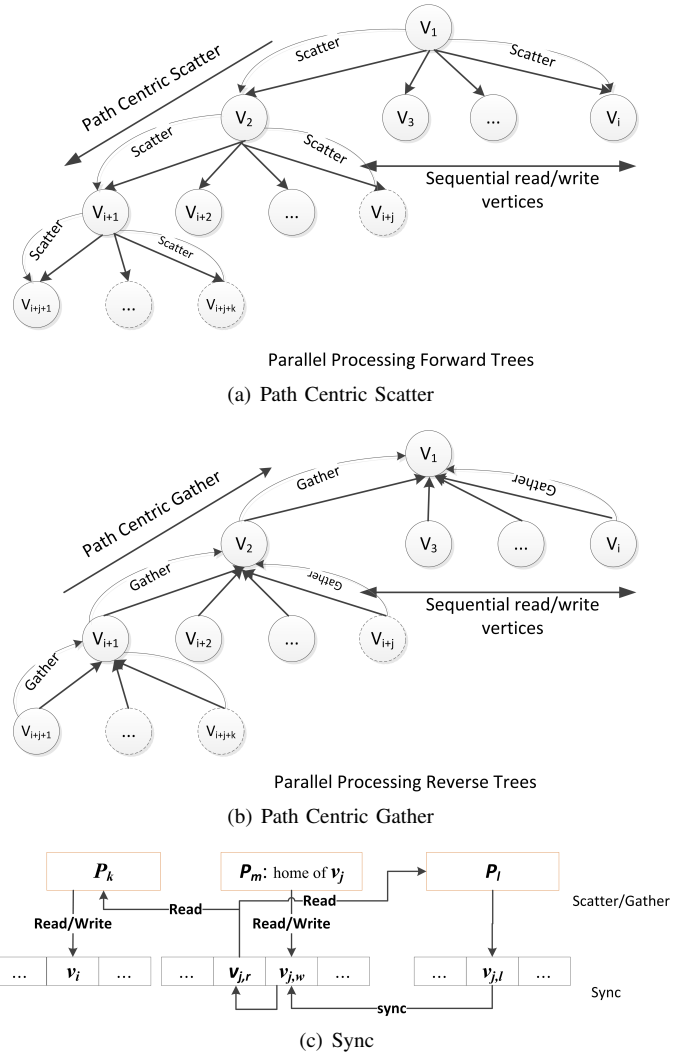 V1
Scatter
Scatter
Path Centric Scatter
V2
V3
...
Vi
Scatter
Scatter
Sequential read/write
vertices
Vi+1
Vi+2
...
Vi+j
Scatter
Scatter
Vi+j+1
...
Vi+j+k
Parallel Processing Forward Trees
(a) Path Centric Scatter
V1
Gather
Gather
Path Centric Gather
V2
V3
...
Vi
Gather
Gather
Sequential read/write
vertices
Vi+1
Vi+2
...
Vi+j
Gather
Vi+j+1
...
Vi+j+k
Parallel Processing Reverse Trees
(b) Path Centric Gather
Pk
Pm: home of vj
Pl
Scatter/Gather
Read
Read
Read/Write
Read/Write
... vi ...
... vj,r vj,w ...
... vj,l ...
Sync
sync
(c) Sync